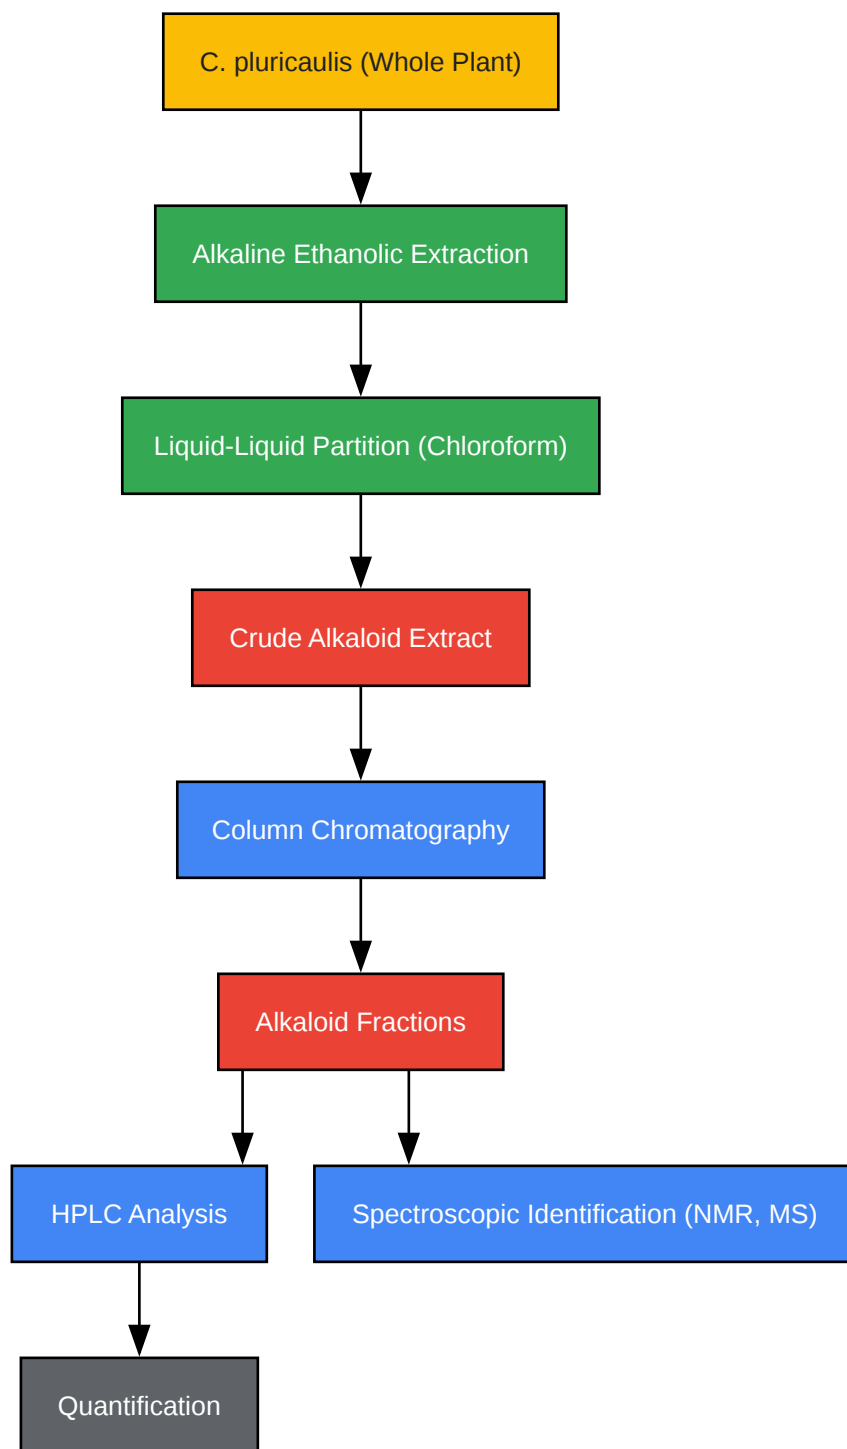 C. pluricaulis (Whole Plant)
Alkaline Ethanolic Extraction
Liquid-Liquid Partition (Chloroform)
Crude Alkaloid Extract
Column Chromatography
Alkaloid Fractions
HPLC Analysis
Spectroscopic Identification (NMR, MS)
Quantification